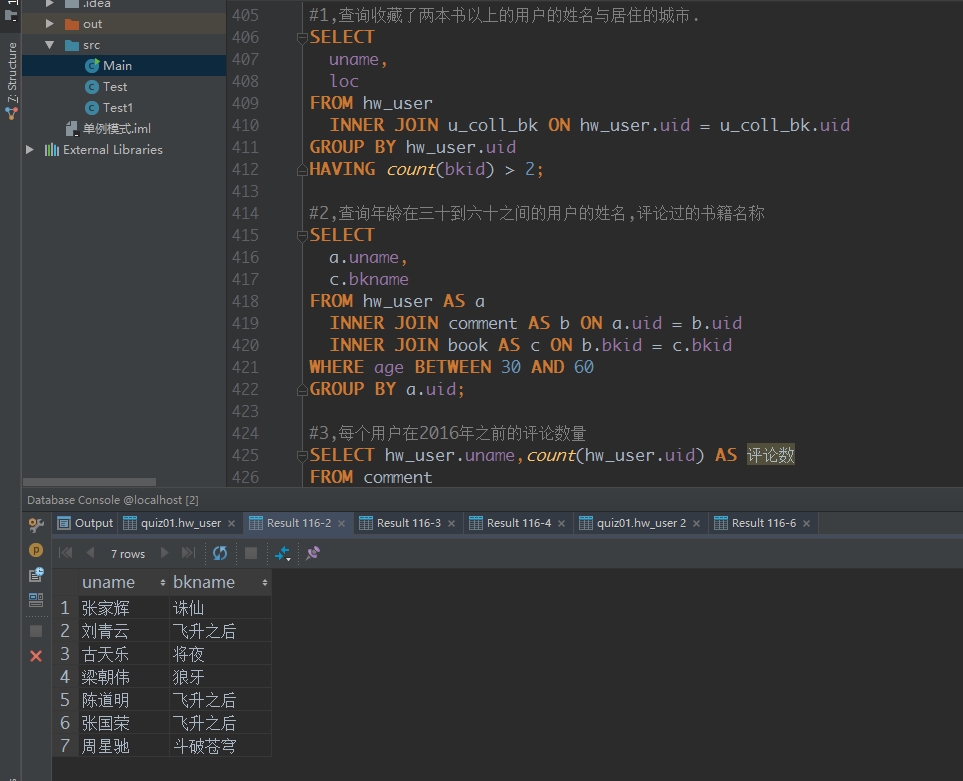 .idea
out
src
Main
Test
Test1
单例模式.iml
External Libraries
7: Structure
405 #1,查询收藏了两本书以上的用户的姓名与居住的城市.
406 SELECT
407 uname,
408 loc
409 FROM hw_user
410 INNER JOIN u_coll_bk ON hw_user.uid = u_coll_bk.uid
411 GROUP BY hw_user.uid
412 HAVING count(bkid) > 2;
413
414 #2,查询年龄在三十到六十之间的用户的姓名,评论过的书籍名称
415 SELECT
416 a.uname,
417 c.bkname
418 FROM hw_user AS a
419 INNER JOIN comment AS b ON a.uid = b.uid
420 INNER JOIN book AS c ON b.bkid = c.bkid
421 WHERE age BETWEEN 30 AND 60
422 GROUP BY a.uid;
423
424 #3,每个用户在2016年之前的评论数量
425 SELECT hw_user.uname,count(hw_user.uid) AS 评论数
426 FROM comment
Database Console @localhost [2]
Output quiz01.hw_user Result 116-2 Result 116-3 Result 116-4 quiz01.hw_user 2 Result 116-6
7 rows
uname bkname
1 张家辉 诛仙
2 刘青云 飞升之后
3 古天乐 将夜
4 梁朝伟 狼牙
5 陈道明 飞升之后
6 张国荣 飞升之后
7 周星驰 斗破苍穹